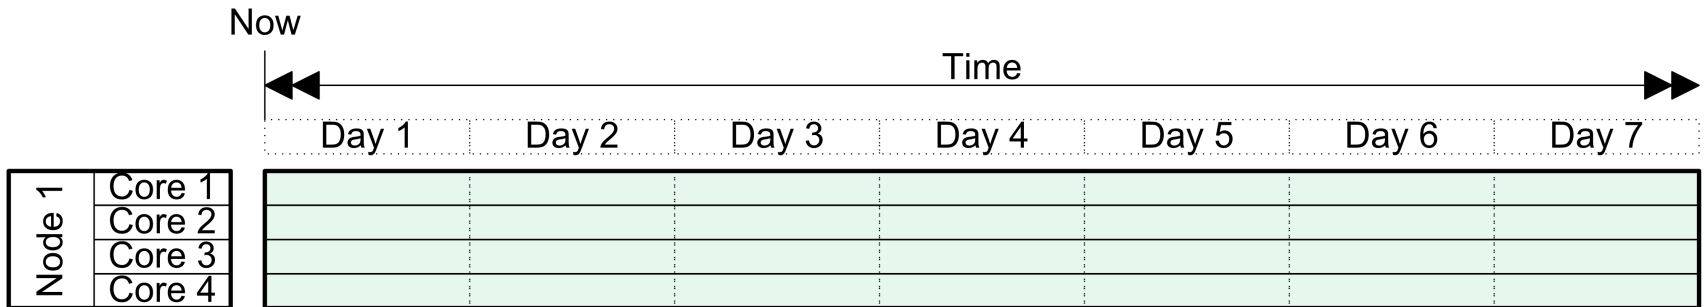 Now
Time
Day 1 Day 2 Day 3 Day 4 Day 5 Day 6 Day 7
Node 1
Core 1
Core 2
Core 3
Core 4